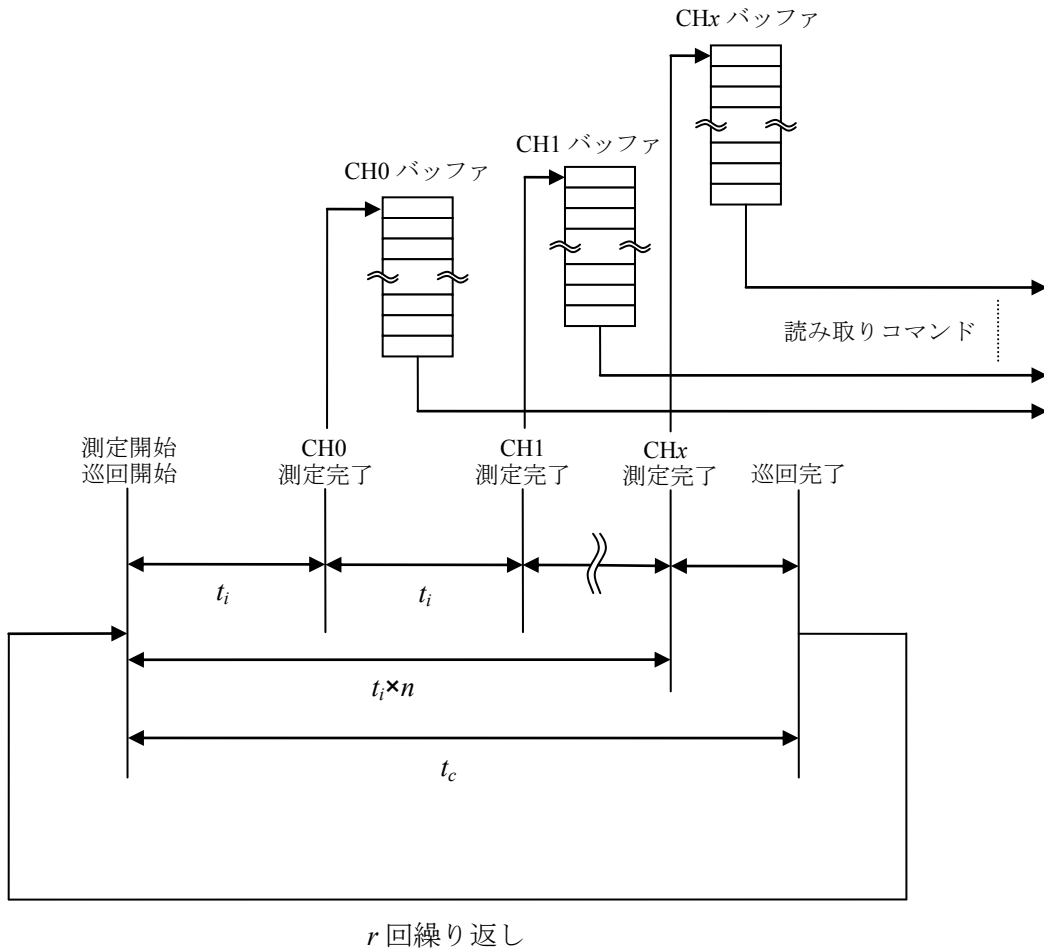 CHx バッファ
CH1 バッファ
CH0 バッファ
読み取りコマンド
測定開始
巡回開始
CH0
測定完了
CH1
測定完了
CHx
測定完了
巡回完了
ti
ti
ti×n
tc
r 回繰り返し